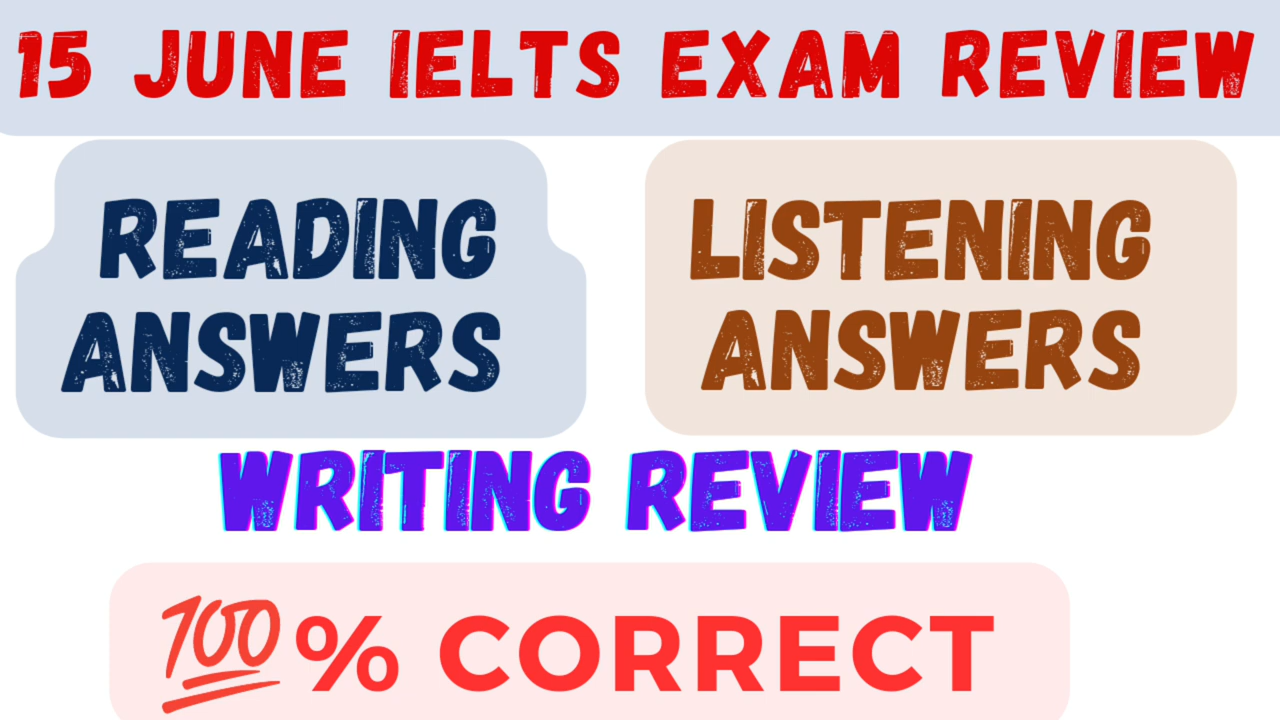 15 JUNE IELTS EXAM REVIEW
READING
ANSWERS
LISTENING
ANSWERS
WRITING REVIEW
💯% CORRECT